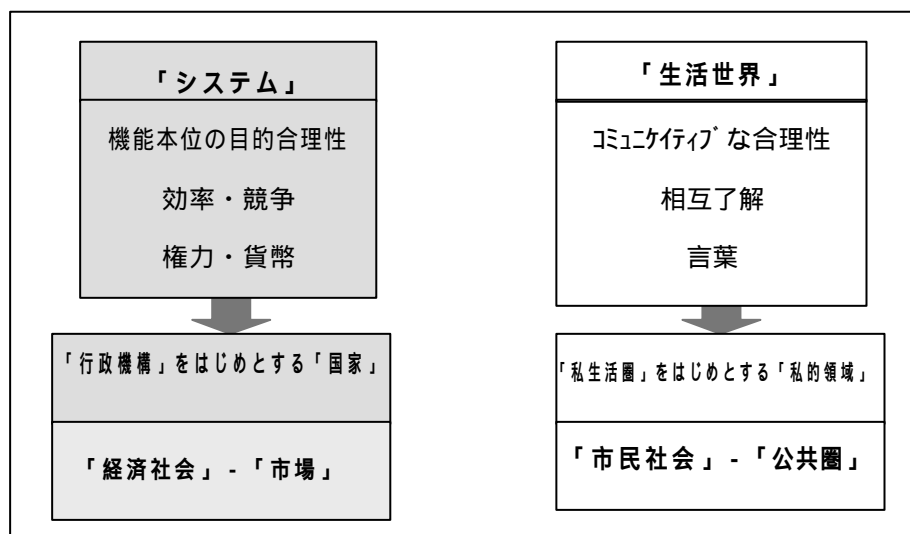 「システム」
機能本位の目的合理性
効率・競争
権力・貨幣
「行政機構」をはじめとする「国家」
「経済社会」-「市場」
「生活世界」
ｺﾐｭﾆｹｲﾃｨﾌﾞな合理性
相互了解
言葉
「私生活圏」をはじめとする「私的領域」
「市民社会」-「公共圏」